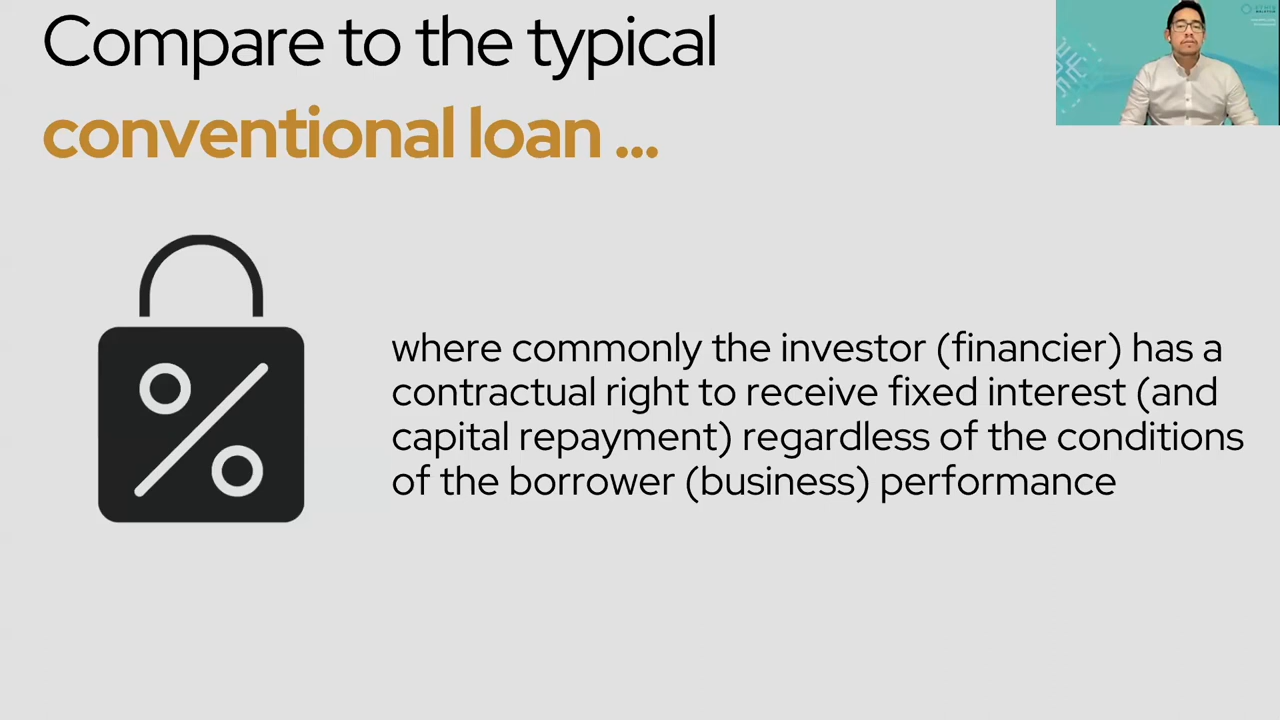 Compare to the typical
conventional loan ...
where commonly the investor (financier) has a
contractual right to receive fixed interest (and
capital repayment) regardless of the conditions
of the borrower (business) performance
%